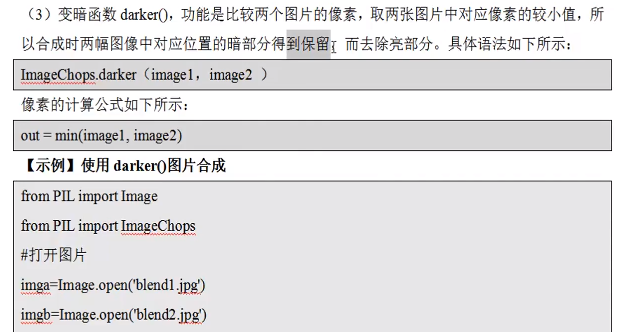 （3）变暗函数 darker()，功能是比较两个图片的像素，取两张图片中对应像素的较小值，所
以合成时两幅图像中对应位置的暗部分得到保留，而去除亮部分。具体语法如下所示：
ImageChops.darker（image1，image2 ）
像素的计算公式如下所示：
out = min(image1, image2)
【示例】使用 darker()图片合成
from PIL import Image
from PIL import ImageChops
#打开图片
imga=Image.open('blend1.jpg')
imgb=Image.open('blend2.jpg')